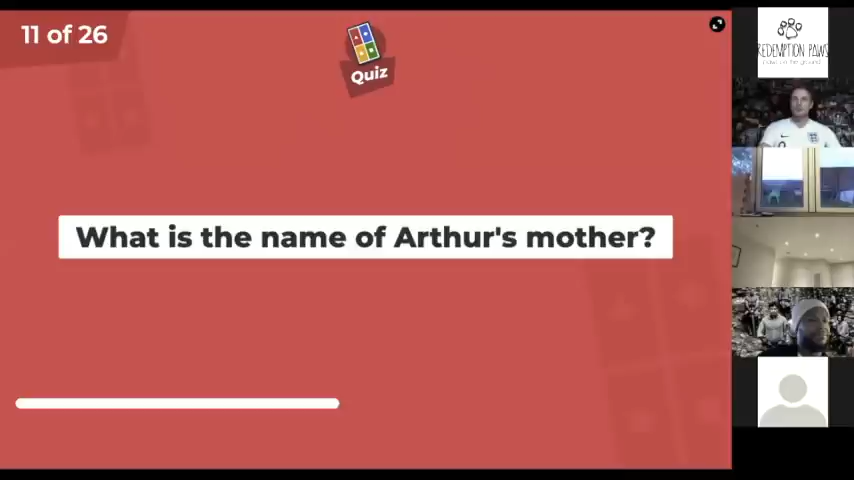 11 of 26
Quiz
What is the name of Arthur's mother?
REDEMPTION PAWS